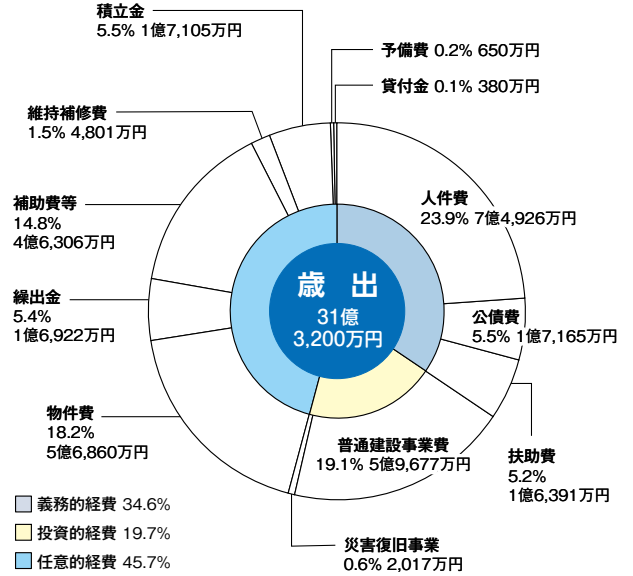 積立金
5.5% 1億7,105万円
予備費 0.2% 650万円
貸付金 0.1% 380万円
維持補修費
1.5% 4,801万円
人件費
23.9% 7億4,926万円
補助費等
14.8%
4億6,306万円
歳 出
31億
3,200万円
繰出金
5.4%
1億6,922万円
公債費
5.5% 1億7,165万円
物件費
18.2%
5億6,860万円
普通建設事業費
19.1% 5億9,677万円
扶助費
5.2%
1億6,391万円
災害復旧事業
0.6% 2,017万円
義務的経費 34.6%
投資的経費 19.7%
任意的経費 45.7%